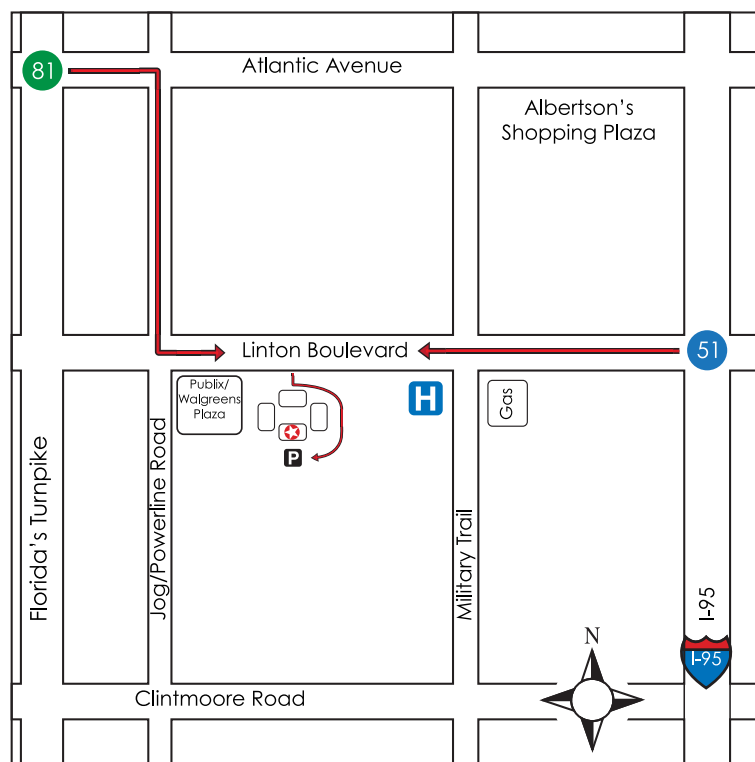 81
Atlantic Avenue
Albertson's
Shopping Plaza
Linton Boulevard
51
Publix/
Walgreens
Plaza
H
Gas
P
Florida's Turnpike
Jog/Powerline Road
Military Trail
I-95
I-95
N
Clintmoore Road